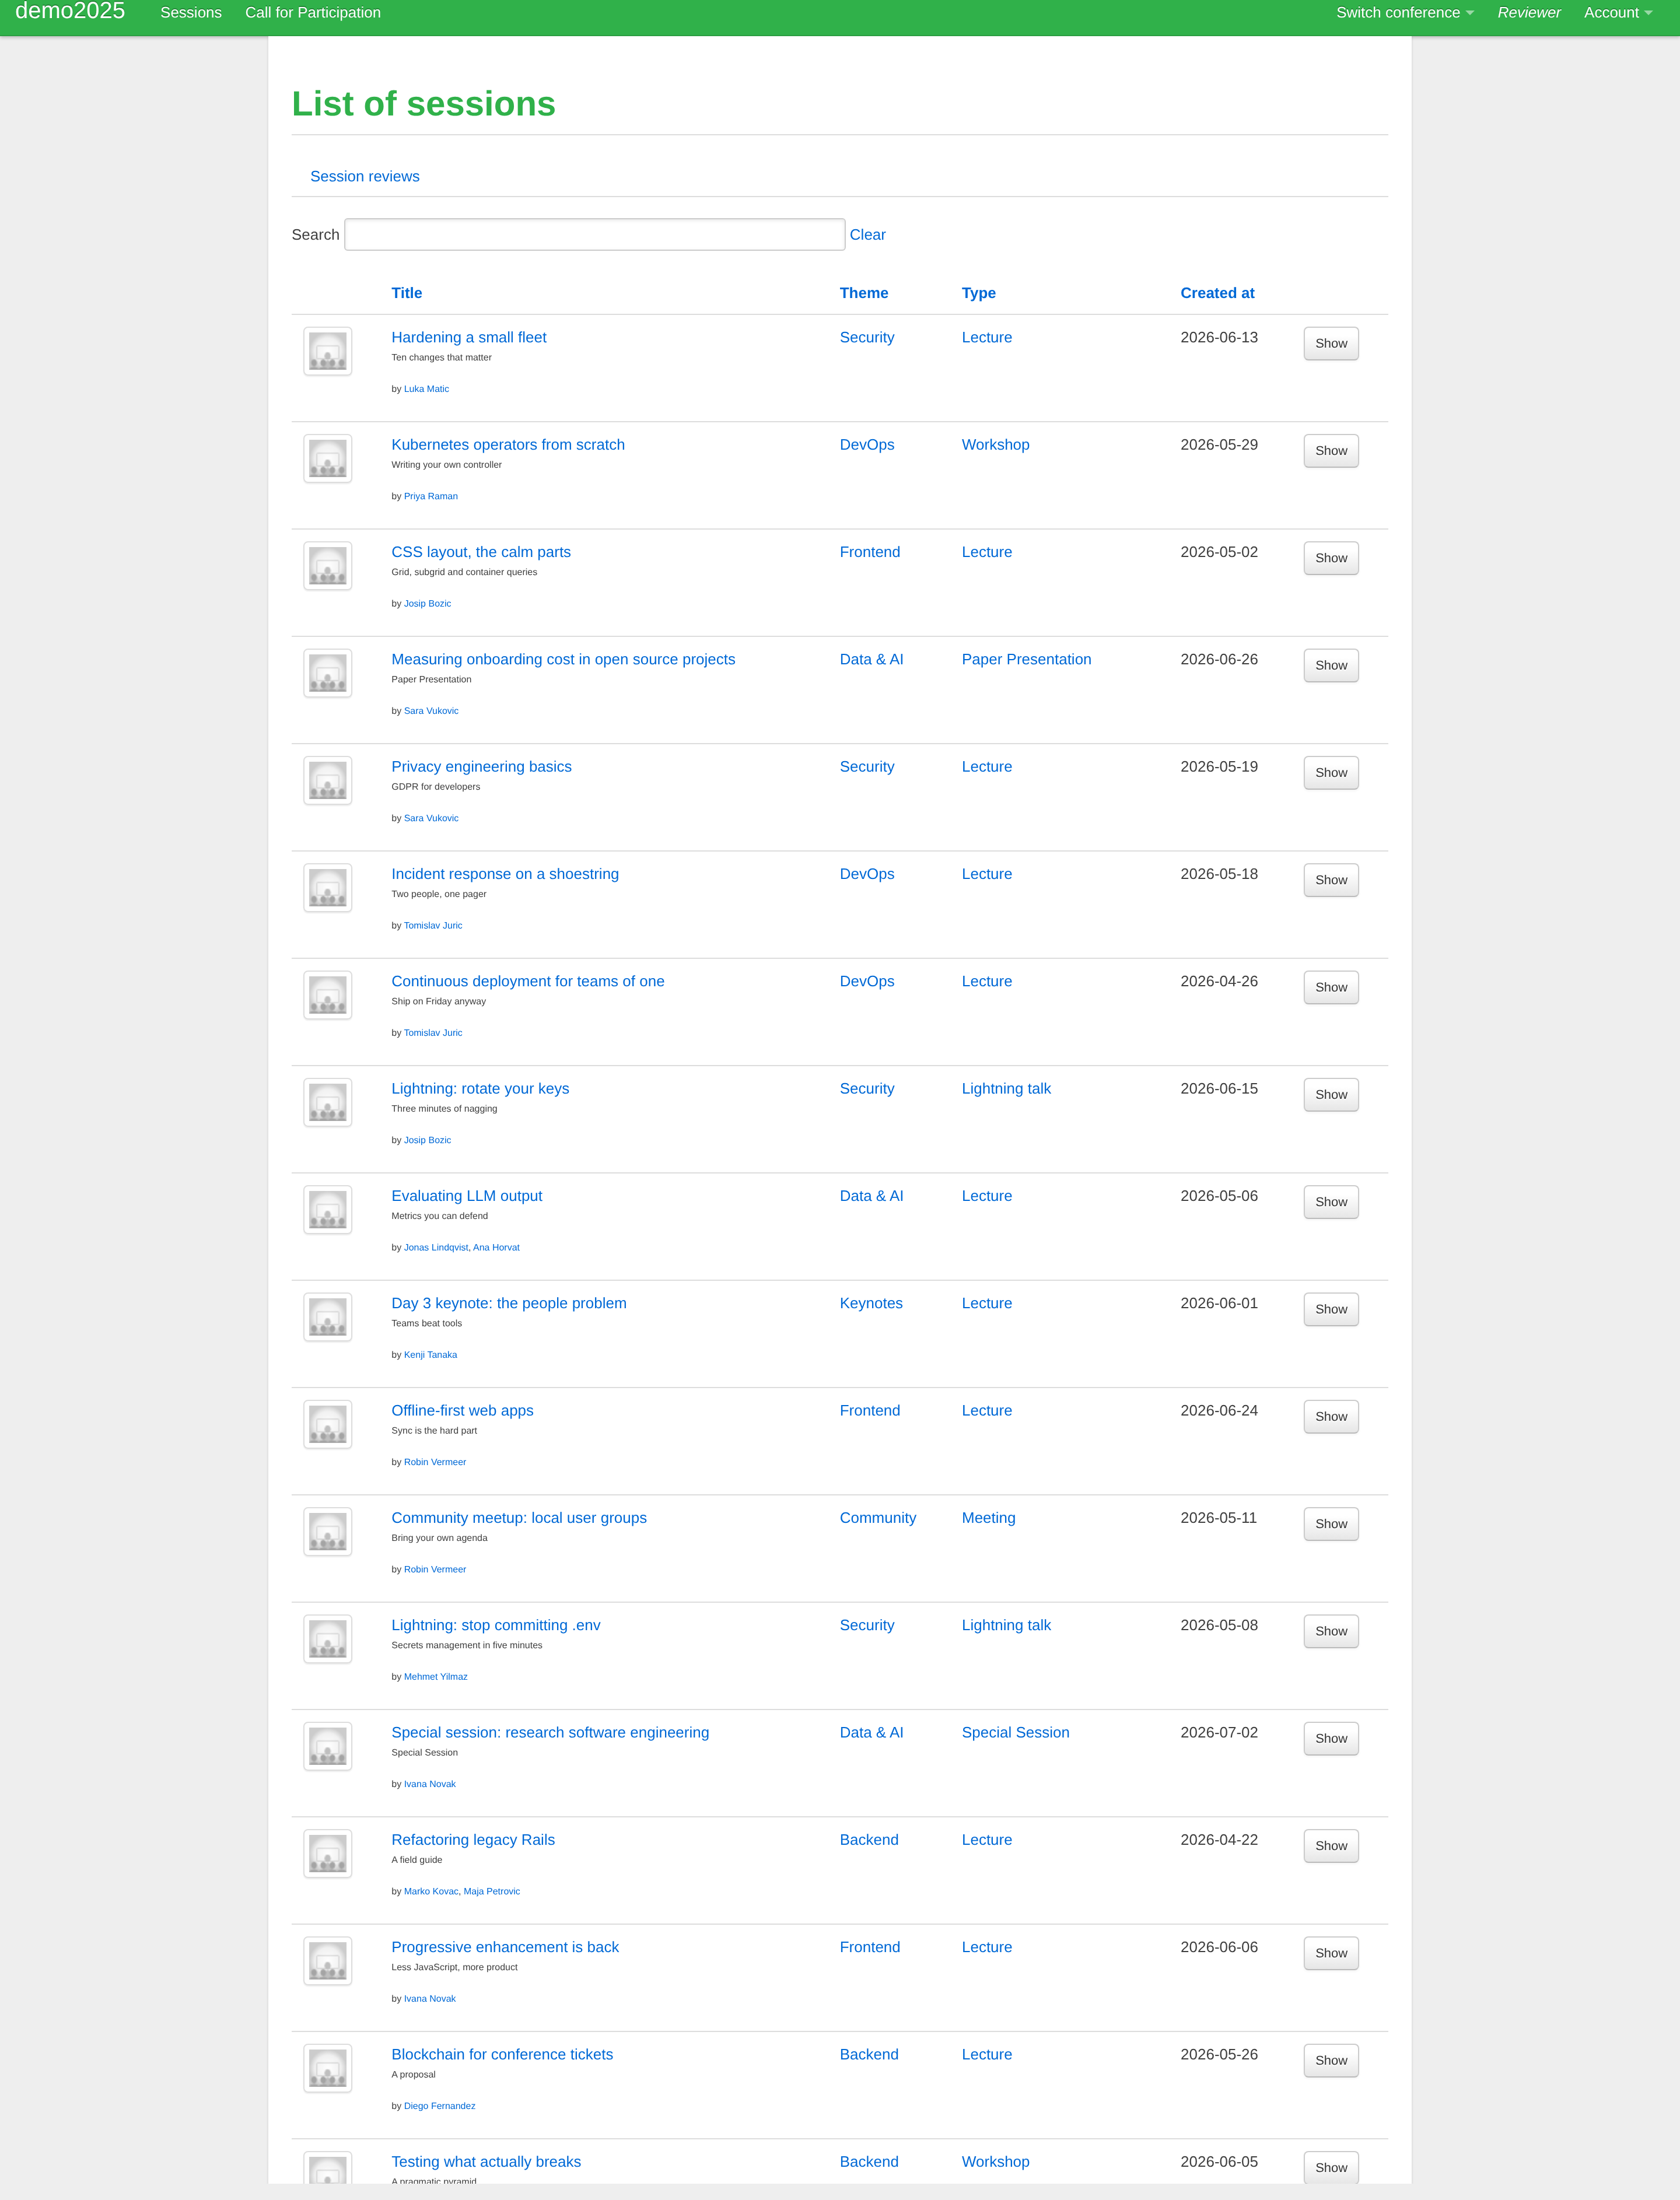 demo2025 Sessions Call for Participation Switch conference Reviewer Account
List of sessions
Session reviews
Search Clear
Title Theme Type Created at
Hardening a small fleet Security Lecture 2026-06-13 Show
Ten changes that matter
by Luka Matic
Kubernetes operators from scratch DevOps Workshop 2026-05-29 Show
Writing your own controller
by Priya Raman
CSS layout, the calm parts Frontend Lecture 2026-05-02 Show
Grid, subgrid and container queries
by Josip Bozic
Measuring onboarding cost in open source projects Data & AI Paper Presentation 2026-06-26 Show
Paper Presentation
by Sara Vukovic
Privacy engineering basics Security Lecture 2026-05-19 Show
GDPR for developers
by Sara Vukovic
Incident response on a shoestring DevOps Lecture 2026-05-18 Show
Two people, one pager
by Tomislav Juric
Continuous deployment for teams of one DevOps Lecture 2026-04-26 Show
Ship on Friday anyway
by Tomislav Juric
Lightning: rotate your keys Security Lightning talk 2026-06-15 Show
Three minutes of nagging
by Josip Bozic
Evaluating LLM output Data & AI Lecture 2026-05-06 Show
Metrics you can defend
by Jonas Lindqvist, Ana Horvat
Day 3 keynote: the people problem Keynotes Lecture 2026-06-01 Show
Teams beat tools
by Kenji Tanaka
Offline-first web apps Frontend Lecture 2026-06-24 Show
Sync is the hard part
by Robin Vermeer
Community meetup: local user groups Community Meeting 2026-05-11 Show
Bring your own agenda
by Robin Vermeer
Lightning: stop committing .env Security Lightning talk 2026-05-08 Show
Secrets management in five minutes
by Mehmet Yilmaz
Special session: research software engineering Data & AI Special Session 2026-07-02 Show
Special Session
by Ivana Novak
Refactoring legacy Rails Backend Lecture 2026-04-22 Show
A field guide
by Marko Kovac, Maja Petrovic
Progressive enhancement is back Frontend Lecture 2026-06-06 Show
Less JavaScript, more product
by Ivana Novak
Blockchain for conference tickets Backend Lecture 2026-05-26 Show
A proposal
by Diego Fernandez
Testing what actually breaks Backend Workshop 2026-06-05 Show
A pragmatic pyramid